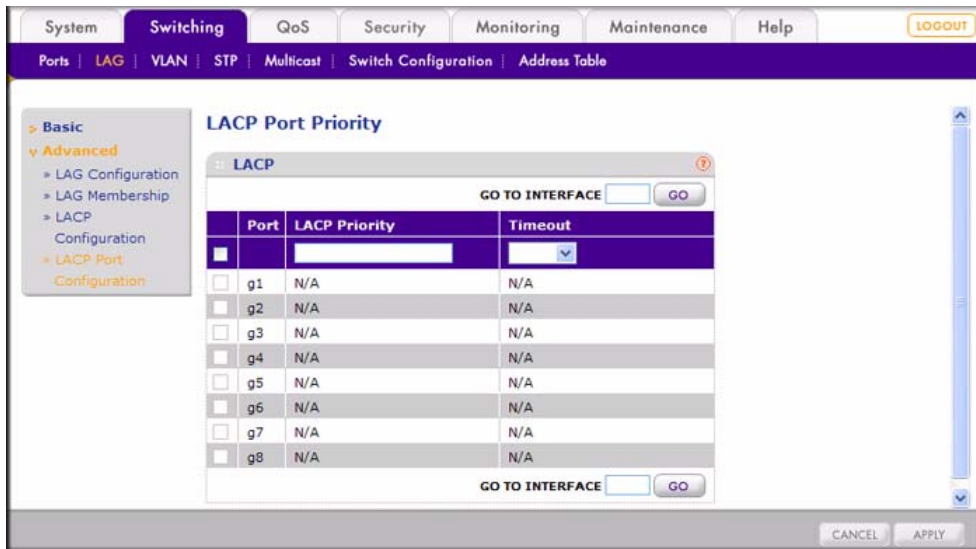 System Switching QoS Security Monitoring Maintenance Help LOGOUT
Ports LAG VLAN STP Multicast Switch Configuration Address Table
Basic
Advanced
LAG Configuration
LAG Membership
LACP
Configuration
LACP Port
Configuration
LACP Port Priority
LACP
GO TO INTERFACE GO
Port LACP Priority Timeout
g1 N/A N/A
g2 N/A N/A
g3 N/A N/A
g4 N/A N/A
g5 N/A N/A
g6 N/A N/A
g7 N/A N/A
g8 N/A N/A
GO TO INTERFACE GO
CANCEL APPLY